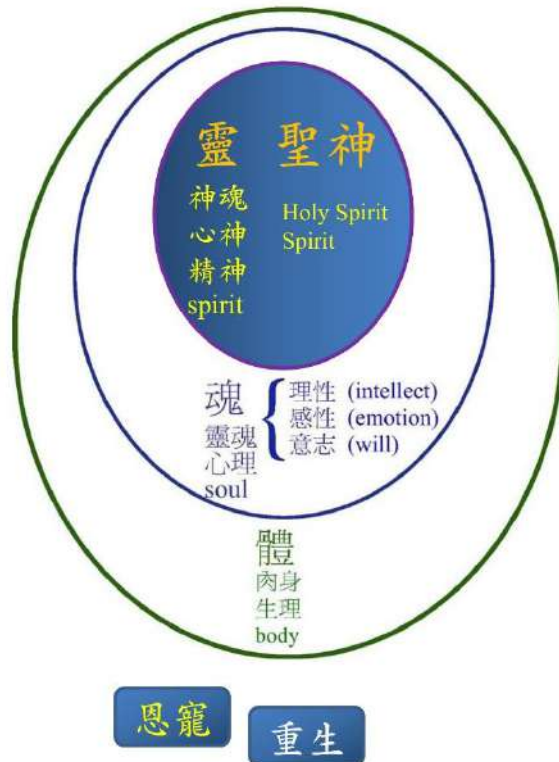 靈 聖神
神魂
心神
精神
spirit
Holy Spirit
Spirit
魂
靈魂
心理
soul
理性 (intellect)
感性 (emotion)
意志 (will)
體
肉身
生理
body
恩寵
重生